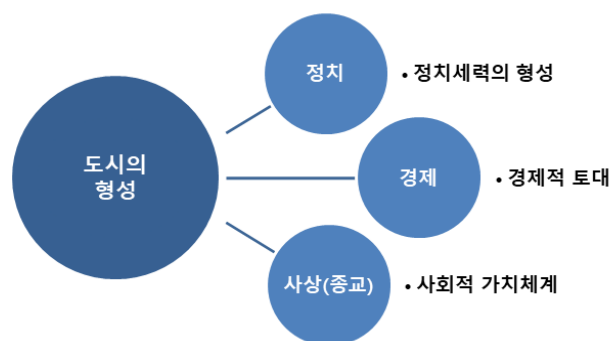 도시의
형성
정치
• 정치세력의 형성
경제
• 경제적 토대
사상(종교)
• 사회적 가치체계